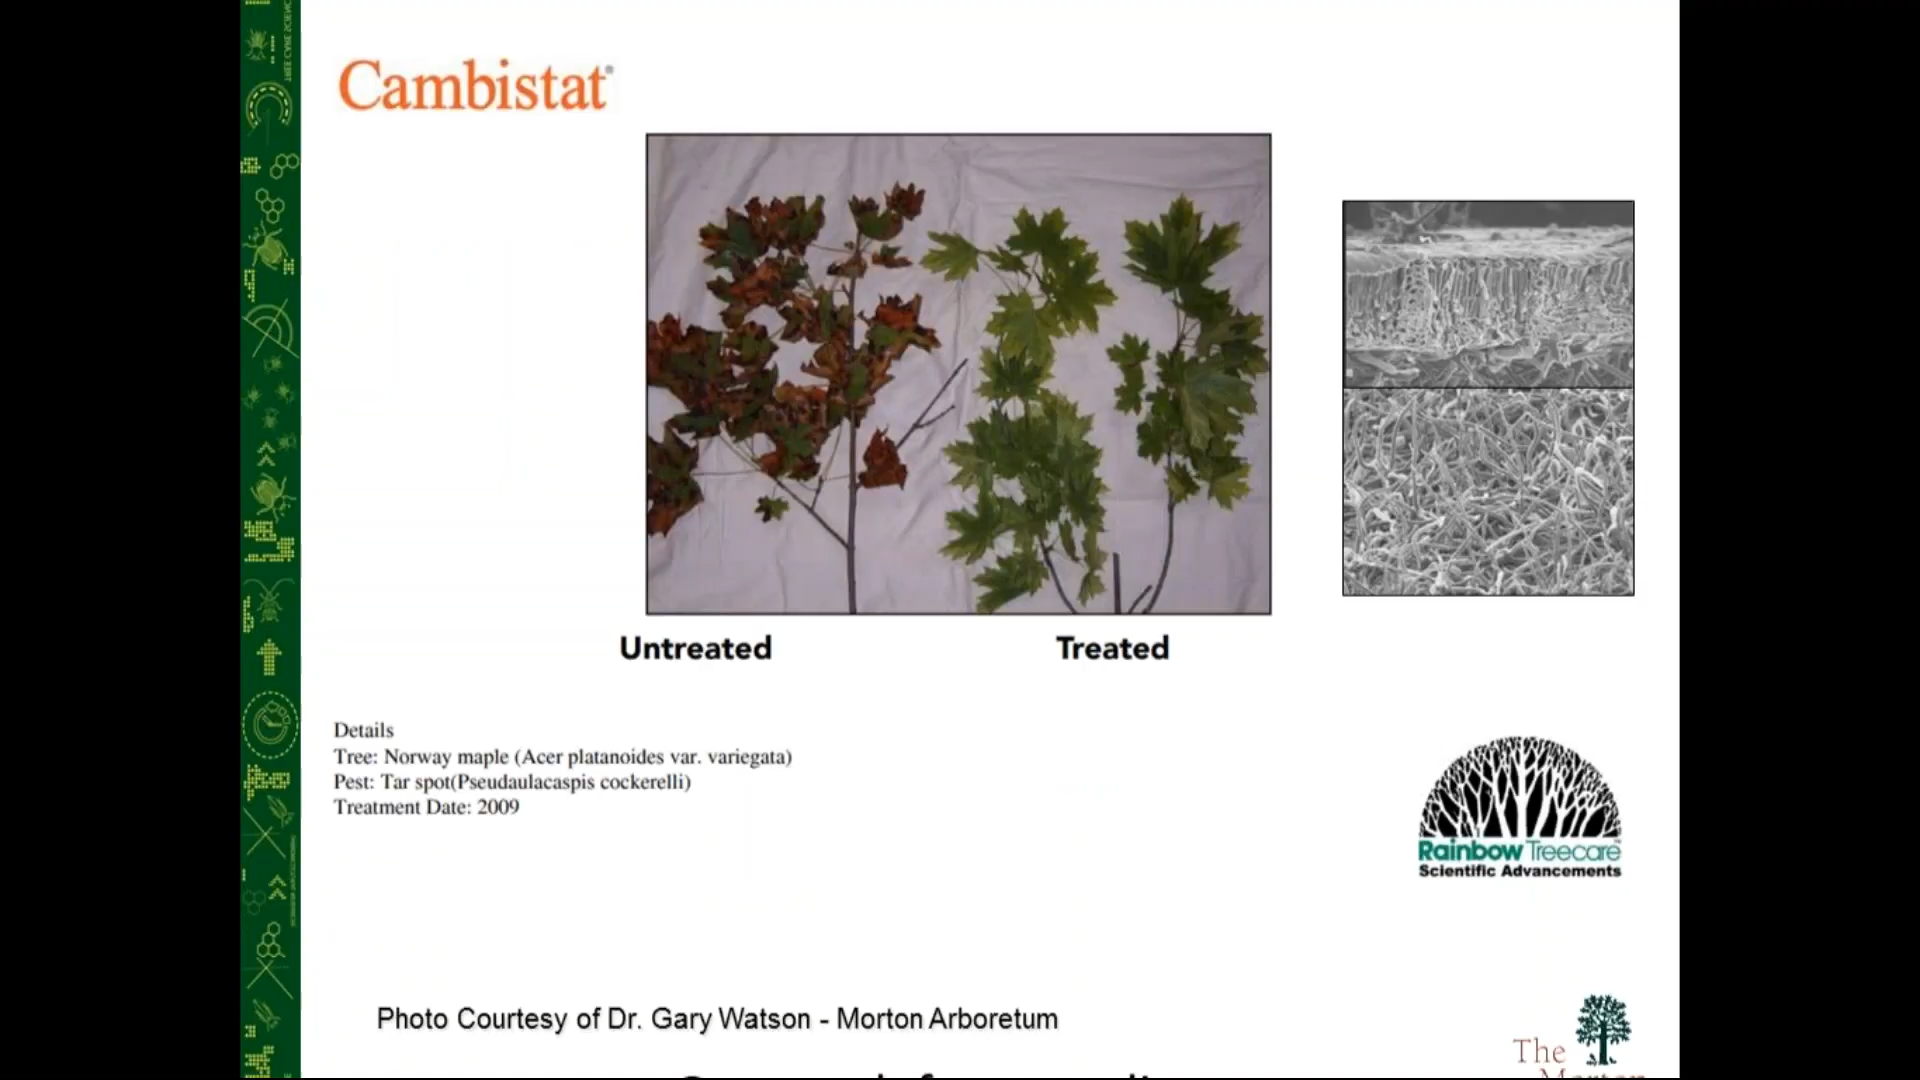 Cambistat®
Untreated
Treated
Details
Tree: Norway maple (Acer platanoides var. variegata)
Pest: Tar spot(Pseudaulacaspis cockerelli)
Treatment Date: 2009
Rainbow Treecare
Scientific Advancements
Photo Courtesy of Dr. Gary Watson - Morton Arboretum
The
Morton